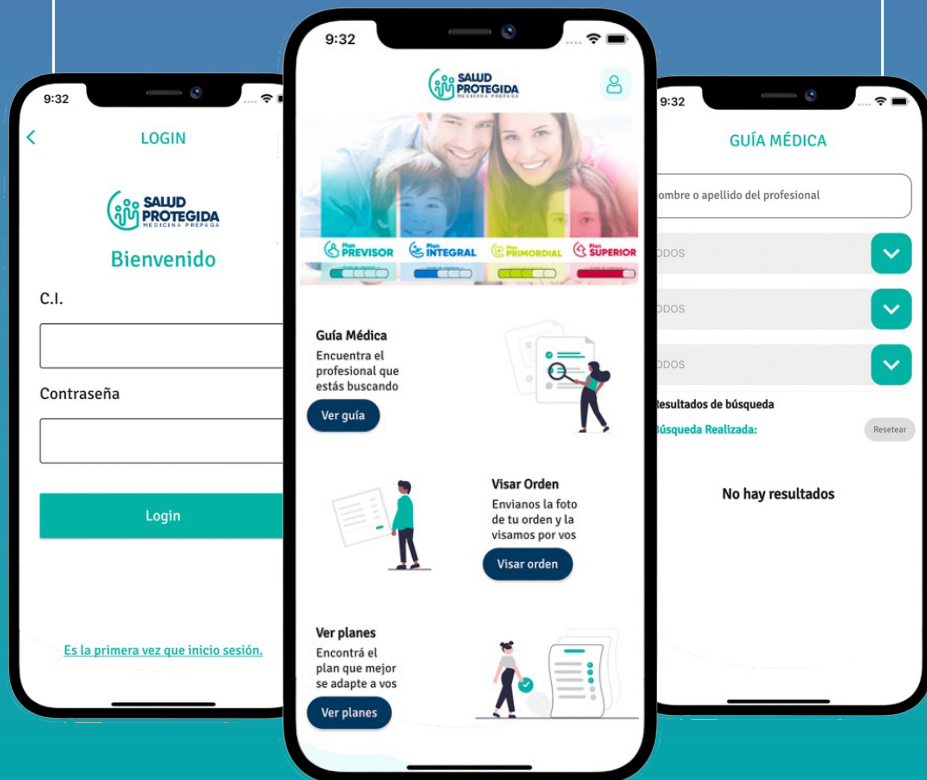 9:32
LOGIN
SALUD
PROTEGIDA
MEDICINA PREPAGA
Bienvenido
C.I.
Contraseña
Login
Es la primera vez que inicio sesión.
9:32
SALUD
PROTEGIDA
MEDICINA PREPAGA
Plan
PREVISOR
Plan
INTEGRAL
Plan
PRIMORDIAL
Plan
SUPERIOR
Guía Médica
Encuentra el
profesional que
estás buscando
Ver guía
Visar Orden
Envianos la foto
de tu orden y la
visamos por vos
Visar orden
Ver planes
Encontrá el
plan que mejor
se adapte a vos
Ver planes
9:32
GUÍA MÉDICA
ombre o apellido del profesional
ODOS
ODOS
ODOS
Resultados de búsqueda
Búsqueda Realizada:
Resetear
No hay resultados